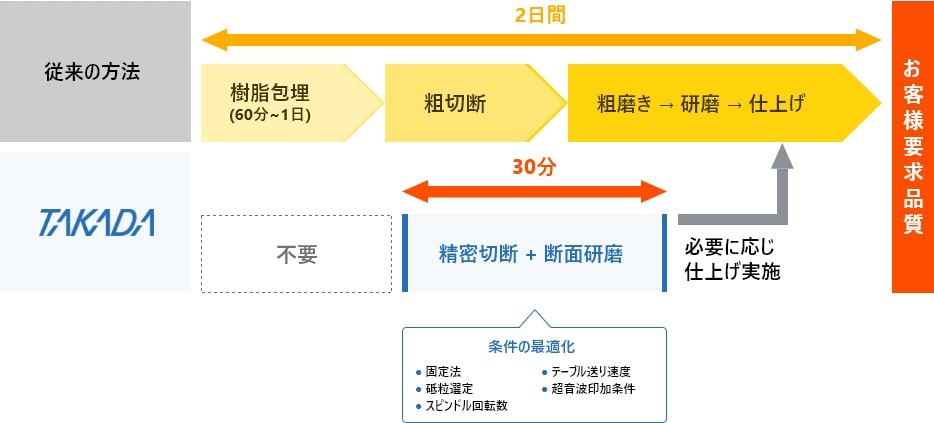 2日間
従来の方法
樹脂包埋
(60分~1日)
粗切断
粗磨き → 研磨 → 仕上げ
お客様要求品質
30分
TAKADA
不要
精密切断 + 断面研磨
必要に応じ
仕上げ実施
条件の最適化
● 固定法
● 砥粒選定
● スピンドル回転数
● テーブル送り速度
● 超音波印加条件